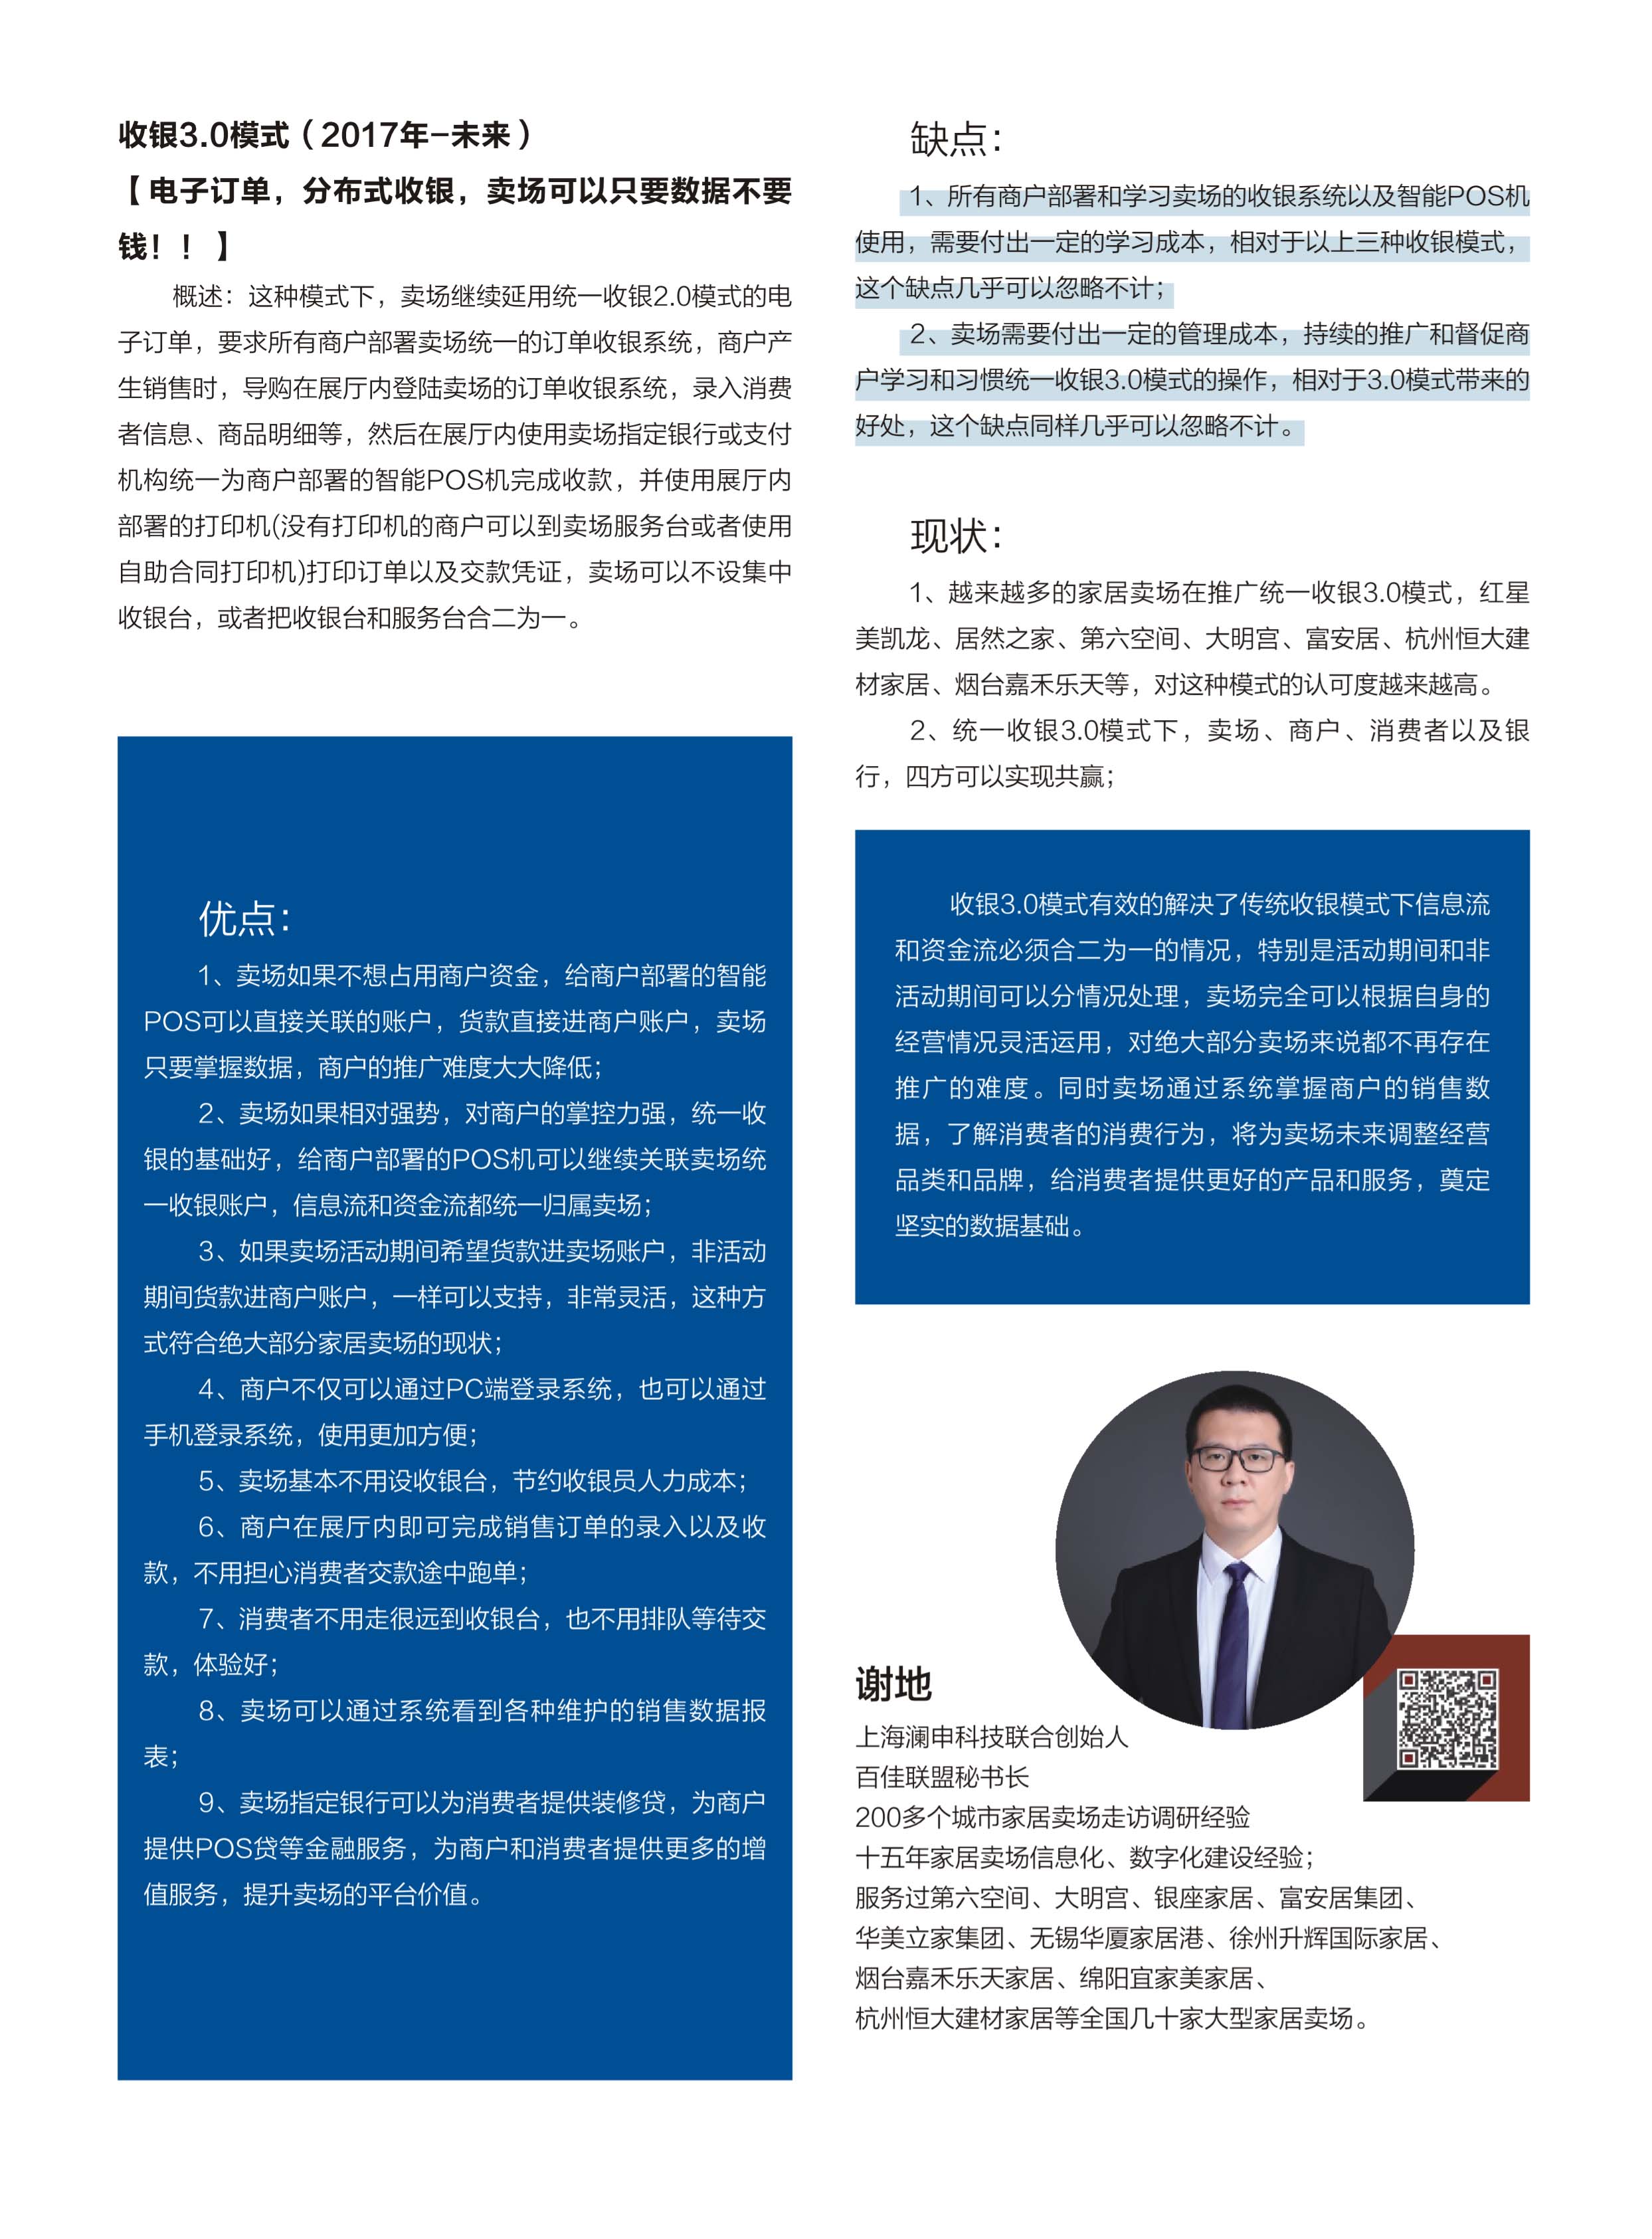 收银3.0模式（2017年-未来）
【电子订单，分布式收银，卖场可以只要数据不要
钱！！】
概述：这种模式下，卖场继续延用统一收银2.0模式的电
子订单，要求所有商户部署卖场统一的订单收银系统，商户产
生销售时，导购在展厅内登陆卖场的订单收银系统，录入消费
者信息、商品明细等，然后在展厅内使用卖场指定银行或支付
机构统一为商户部署的智能POS机完成收款，并使用展厅内
部署的打印机(没有打印机的商户可以到卖场服务台或者使用
自助合同打印机)打印订单以及交款凭证，卖场可以不设集中
收银台，或者把收银台和服务台合二为一。
优点：
1、卖场如果不想占用商户资金，给商户部署的智能
POS可以直接关联的账户，货款直接进商户账户，卖场
只要掌握数据，商户的推广难度大大降低；
2、卖场如果相对强势，对商户的掌控力强，统一收
银的基础好，给商户部署的POS机可以继续关联卖场统
一收银账户，信息流和资金流都统一归属卖场；
3、如果卖场活动期间希望货款进卖场账户，非活动
期间货款进商户账户，一样可以支持，非常灵活，这种方
式符合绝大部分家居卖场的现状；
4、商户不仅可以通过PC端登录系统，也可以通过
手机登录系统，使用更加方便；
5、卖场基本不用设收银台，节约收银员人力成本；
6、商户在展厅内即可完成销售订单的录入以及收
款，不用担心消费者交款途中跑单；
7、消费者不用走很远到收银台，也不用排队等待交
款，体验好；
8、卖场可以通过系统看到各种维护的销售数据报
表；
9、卖场指定银行可以为消费者提供装修贷，为商户
提供POS贷等金融服务，为商户和消费者提供更多的增
值服务，提升卖场的平台价值。
缺点：
1、所有商户部署和学习卖场的收银系统以及智能POS机
使用，需要付出一定的学习成本，相对于以上三种收银模式，
这个缺点几乎可以忽略不计；
2、卖场需要付出一定的管理成本，持续的推广和督促商
户学习和习惯统一收银3.0模式的操作，相对于3.0模式带来的
好处，这个缺点同样几乎可以忽略不计。
现状：
1、越来越多的家居卖场在推广统一收银3.0模式，红星
美凯龙、居然之家、第六空间、大明宫、富安居、杭州恒大建
材家居、烟台嘉禾乐天等，对这种模式的认可度越来越高。
2、统一收银3.0模式下，卖场、商户、消费者以及银
行，四方可以实现共赢；
收银3.0模式有效的解决了传统收银模式下信息流
和资金流必须合二为一的情况，特别是活动期间和非
活动期间可以分情况处理，卖场完全可以根据自身的
经营情况灵活运用，对绝大部分卖场来说都不再存在
推广的难度。同时卖场通过系统掌握商户的销售数
据，了解消费者的消费行为，将为卖场未来调整经营
品类和品牌，给消费者提供更好的产品和服务，奠定
坚实的数据基础。
谢地
上海澜申科技联合创始人
百佳联盟秘书长
200多个城市家居卖场走访调研经验
十五年家居卖场信息化、数字化建设经验；
服务过第六空间、大明宫、银座家居、富安居集团、
华美立家集团、无锡华厦家居港、徐州升辉国际家居、
烟台嘉禾乐天家居、绵阳宜家美家居、
杭州恒大建材家居等全国几十家大型家居卖场。